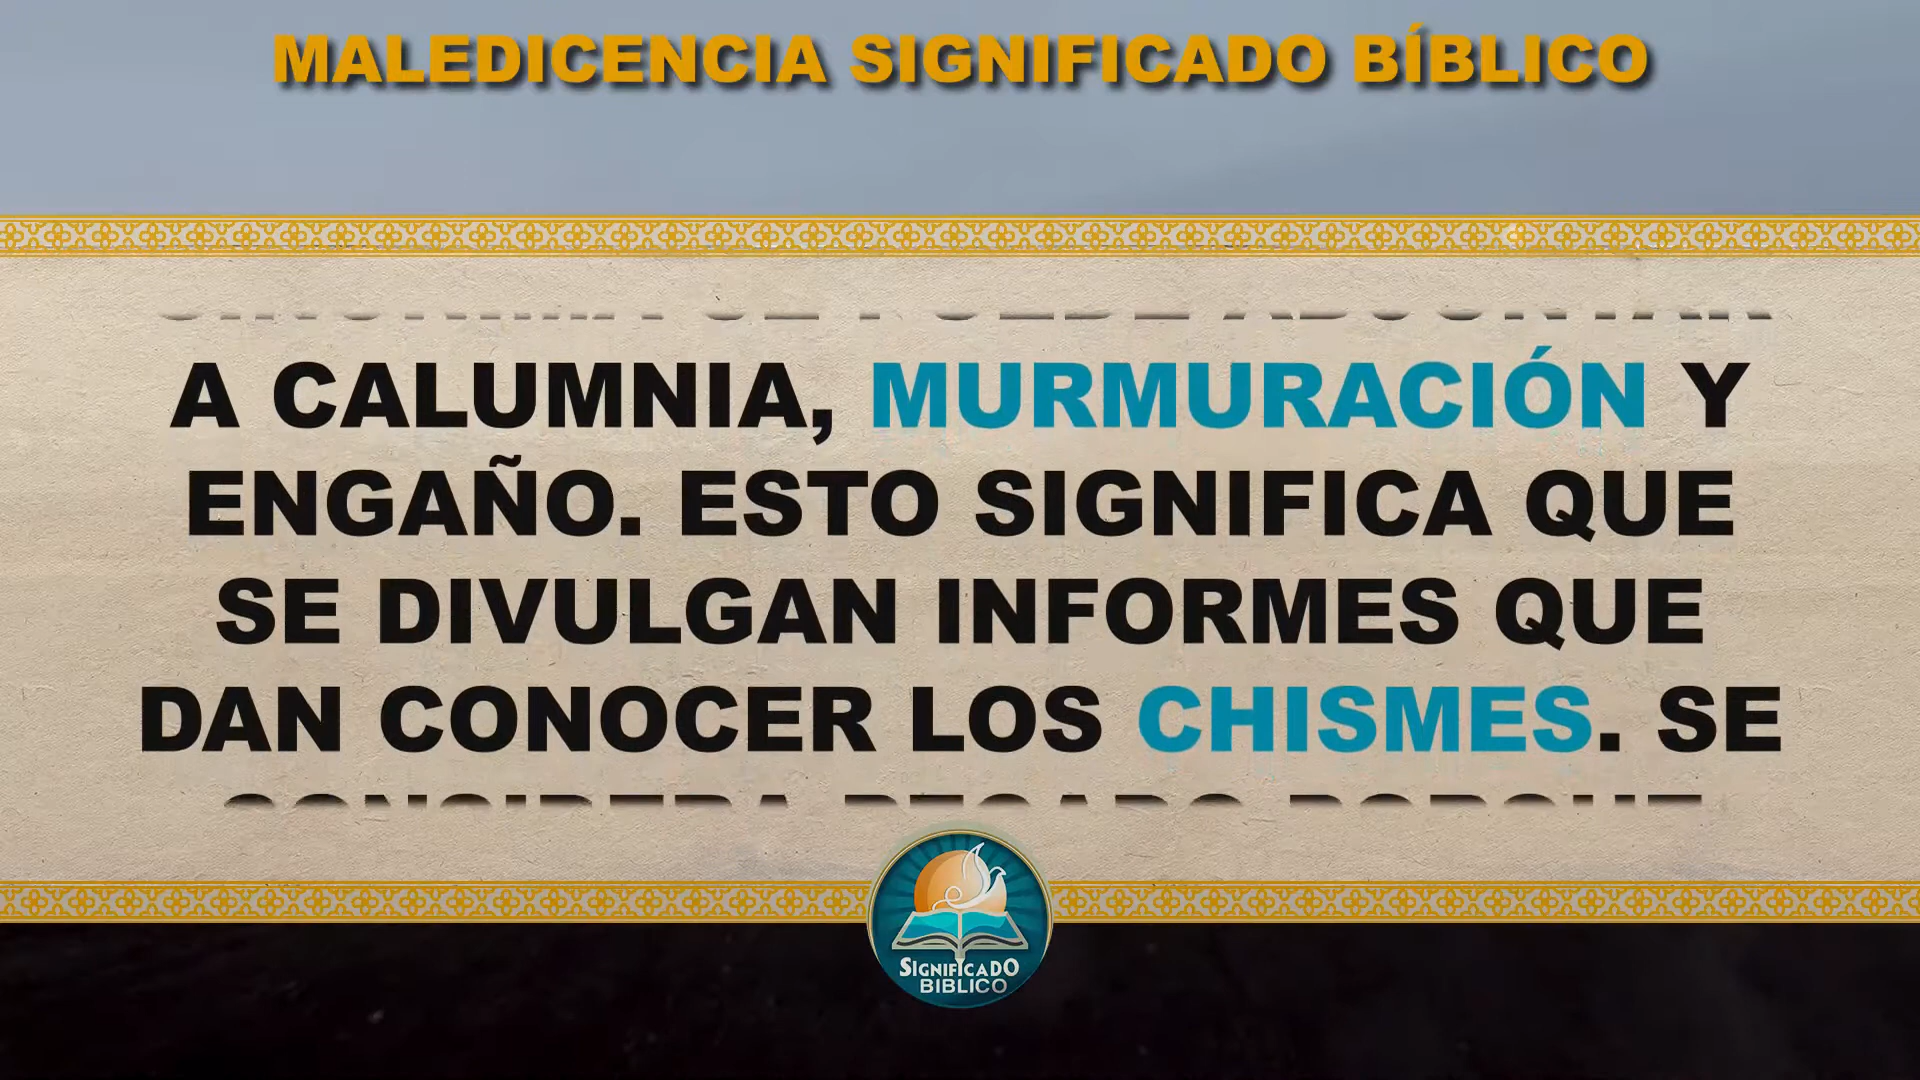 MALEDICENCIA SIGNIFICADO BÍBLICO
A CALUMNIA, MURMURACIÓN Y
ENGAÑO. ESTO SIGNIFICA QUE
SE DIVULGAN INFORMES QUE
DAN CONOCER LOS CHISMES. SE
SIGNIFICADO
BIBLICO